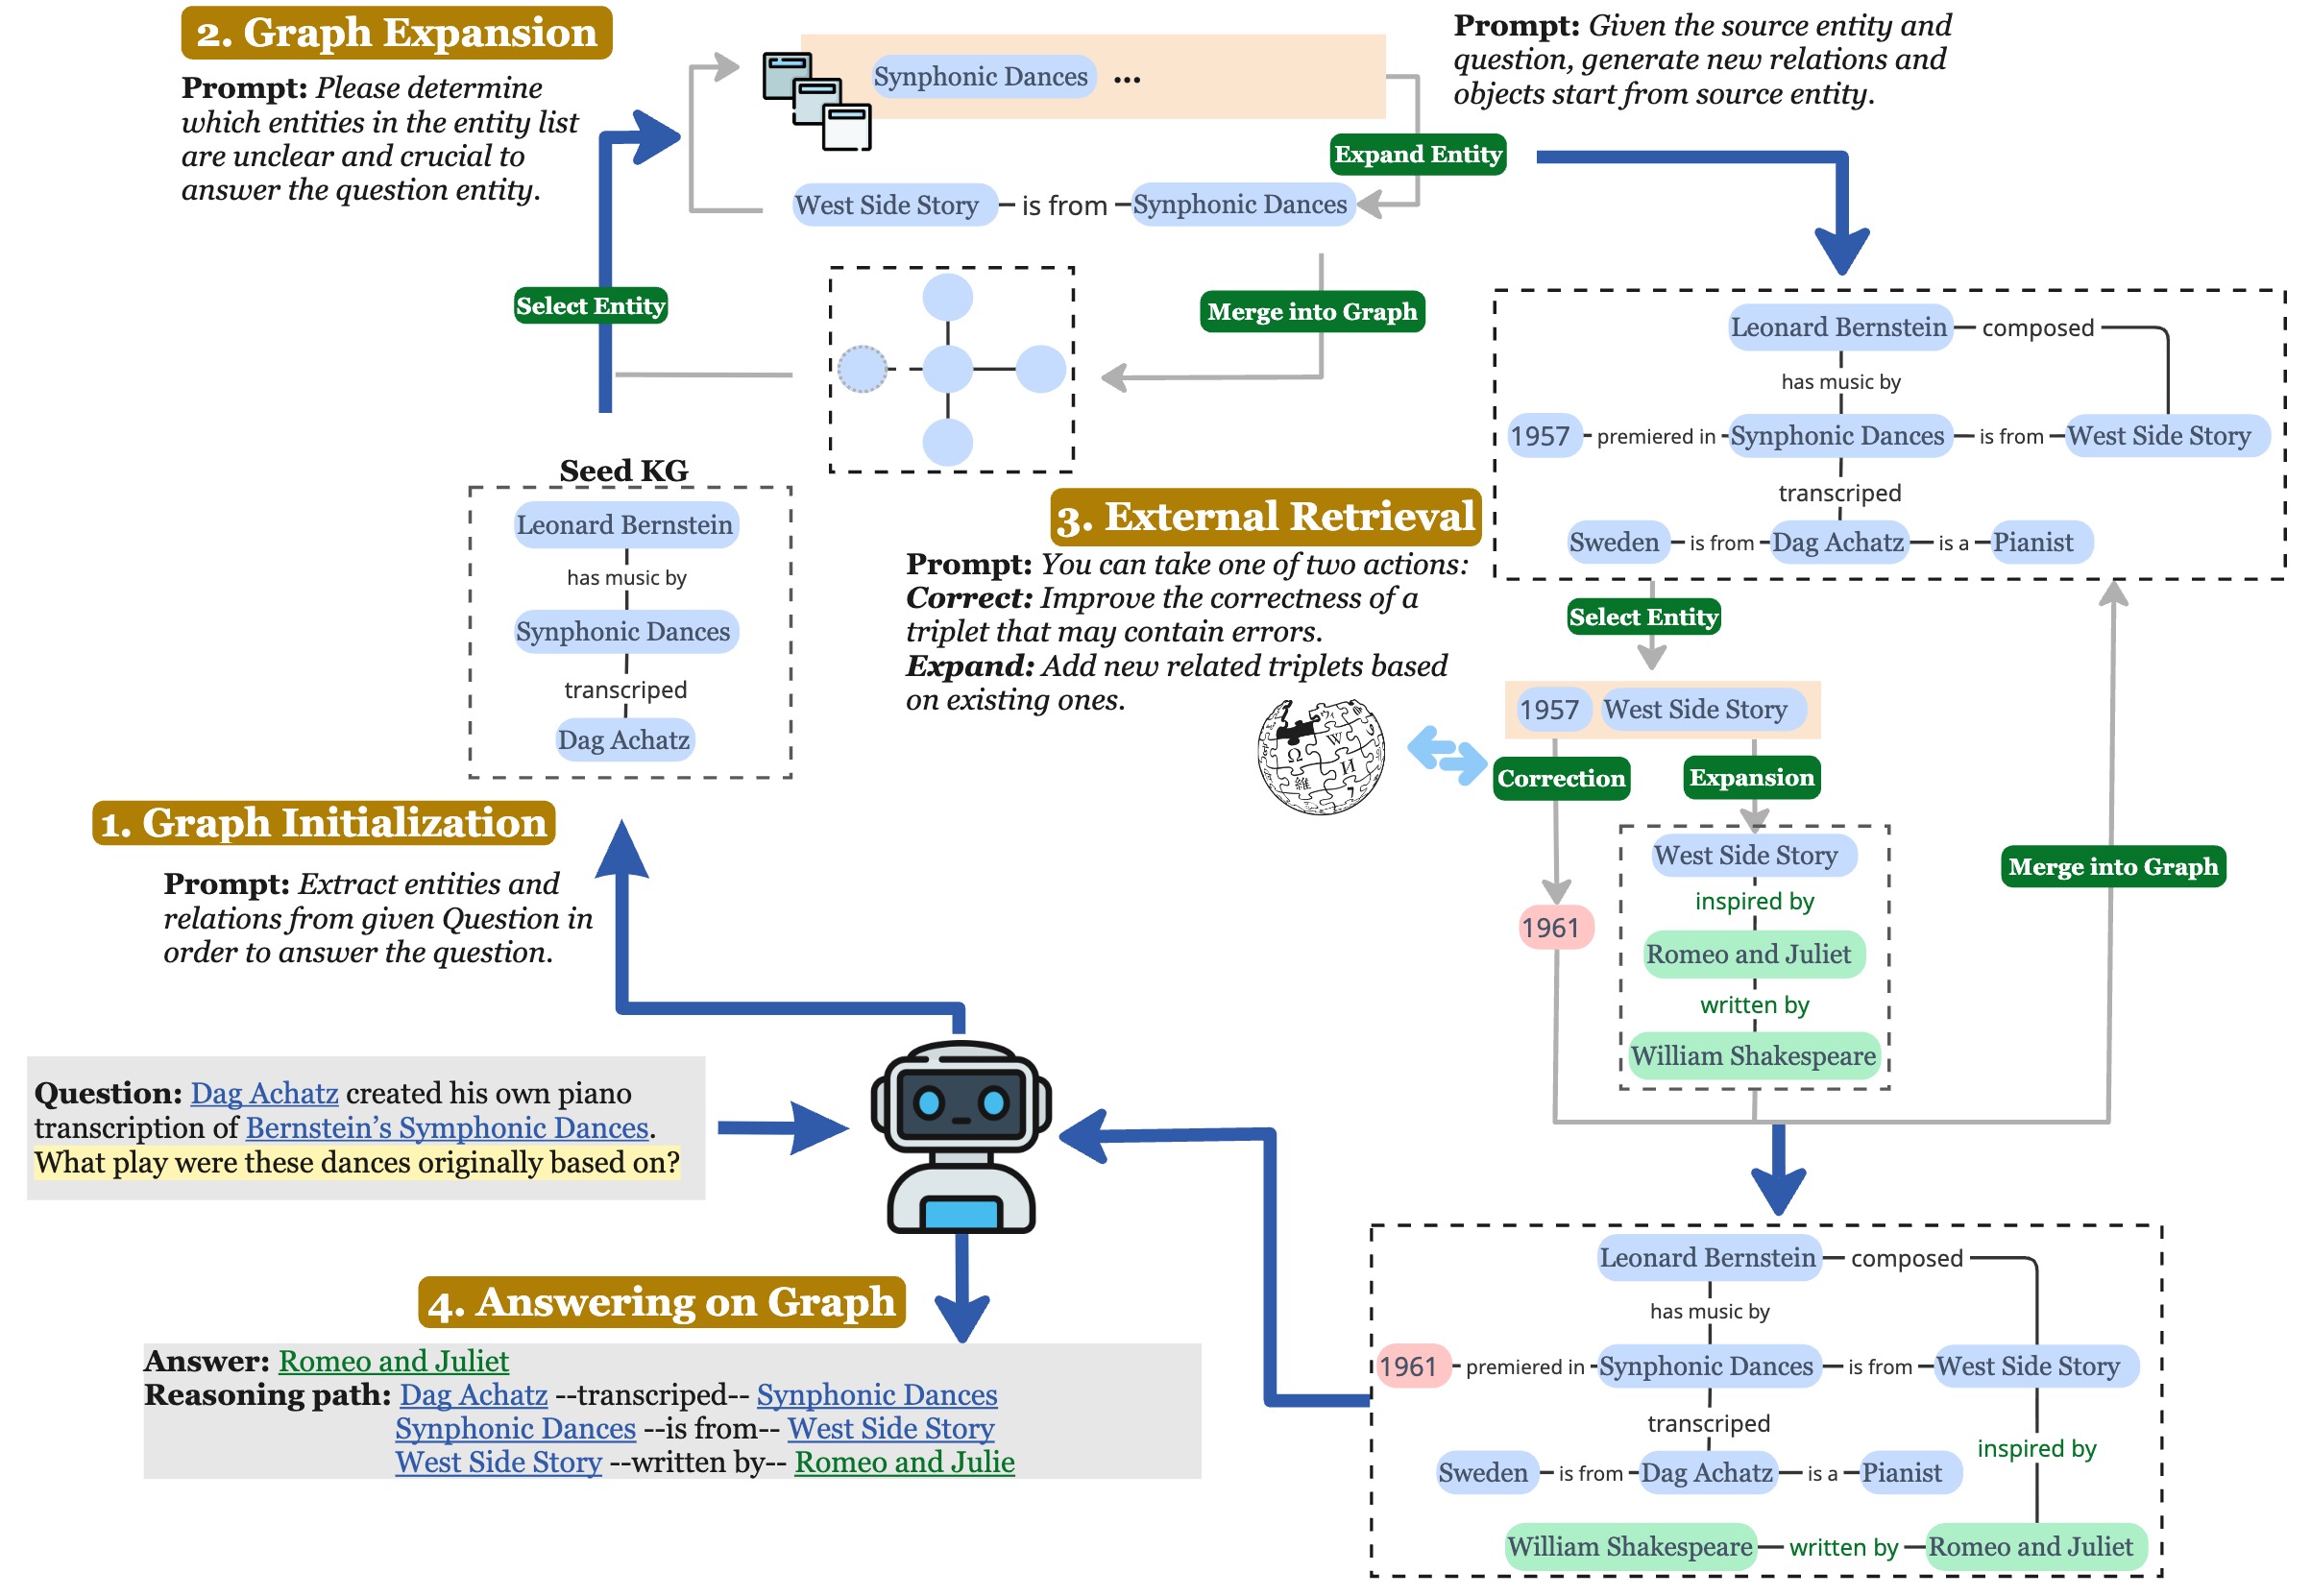 2. Graph Expansion
Prompt: Please determine
which entities in the entity list
are unclear and crucial to
answer the question entity.
Synphonic Dances ...
Prompt: Given the source entity and
question, generate new relations and
objects start from source entity.
Expand Entity
West Side Story is from Synphonic Dances
Select Entity
Merge into Graph
Leonard Bernstein composed
has music by
1957 premiered in Synphonic Dances is from West Side Story
transcriped
Sweden is from Dag Achatz is a Pianist
Seed KG
Leonard Bernstein
has music by
Synphonic Dances
transcriped
Dag Achatz
3. External Retrieval
Prompt: You can take one of two actions:
Correct: Improve the correctness of a
triplet that may contain errors.
Expand: Add new related triplets based
on existing ones.
Select Entity
1957 West Side Story
Correction
Expansion
West Side Story
inspired by
Romeo and Juliet
written by
William Shakespeare
1961
Merge into Graph
1. Graph Initialization
Prompt: Extract entities and
relations from given Question in
order to answer the question.
Question: Dag Achatz created his own piano
transcription of Bernstein's Symphonic Dances.
What play were these dances originally based on?
4. Answering on Graph
Answer: Romeo and Juliet
Reasoning path: Dag Achatz --transcriped-- Synphonic Dances
Synphonic Dances --is from-- West Side Story
West Side Story --written by-- Romeo and Julie
Leonard Bernstein composed
has music by
1961 premiered in Synphonic Dances is from West Side Story
transcriped
inspired by
Sweden is from Dag Achatz is a Pianist
William Shakespeare written by Romeo and Juliet